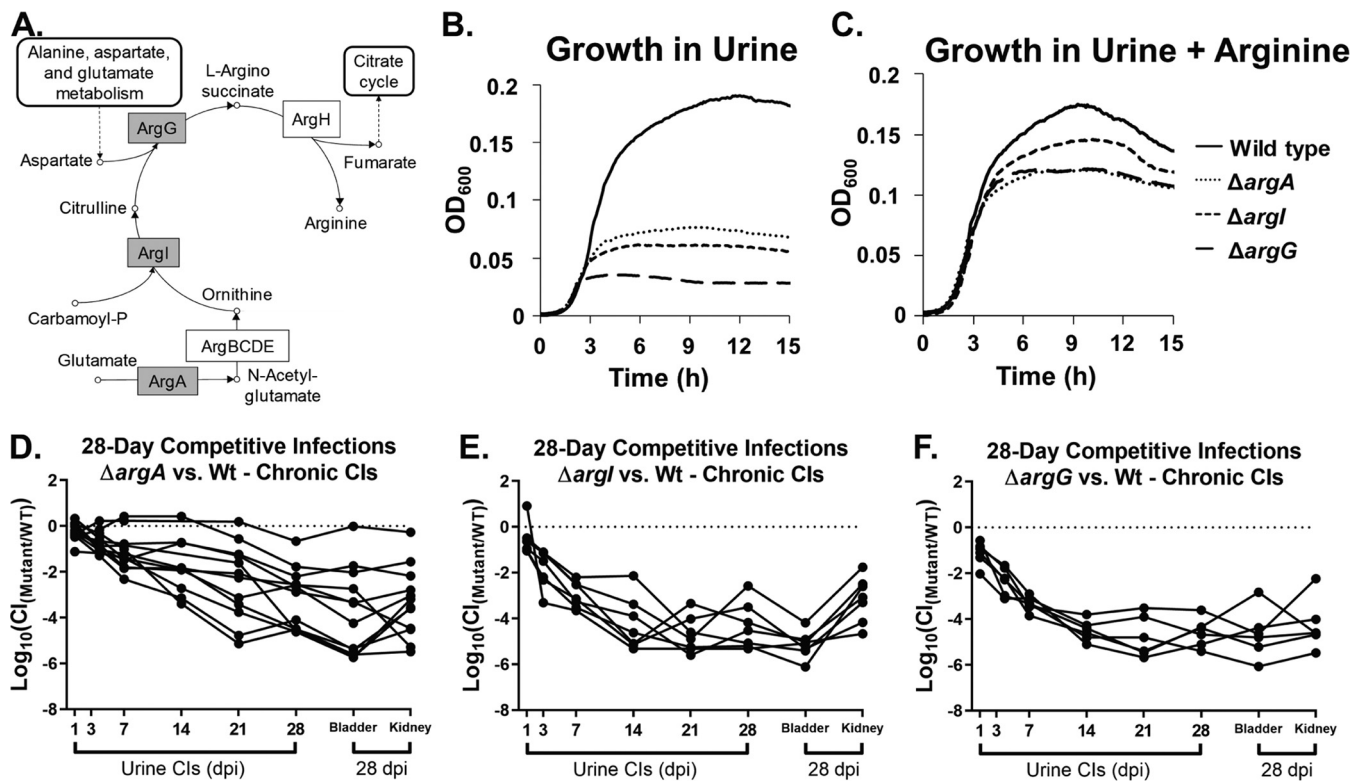 A.
Alanine, aspartate,
and glutamate
metabolism
L-Argino
succinate
Citrate
cycle
ArgG
ArgH
Aspartate
Fumarate
Citrulline
Arginine
ArgI
Ornithine
Carbamoyl-P
ArgBCDE
Glutamate
ArgA
N-Acetyl-
glutamate
B.
Growth in Urine
OD600
0.2
0.15
0.1
0.05
0
0 3 6 9 12 15
Time (h)
C.
Growth in Urine + Arginine
OD600
0.2
0.15
0.1
0.05
0
0 3 6 9 12 15
Time (h)
Wild type
ΔargA
ΔargI
ΔargG
D.
28-Day Competitive Infections
ΔargA vs. Wt - Chronic CIs
Log10(CI(Mutant/WT))
2
0
-2
-4
-6
-8
1 3 7 14 21 28 Bladder Kidney
Urine CIs (dpi) 28 dpi
E.
28-Day Competitive Infections
ΔargI vs. Wt - Chronic CIs
Log10(CI(Mutant/WT))
2
0
-2
-4
-6
-8
1 3 7 14 21 28 Bladder Kidney
Urine CIs (dpi) 28 dpi
F.
28-Day Competitive Infections
ΔargG vs. Wt - Chronic CIs
Log10(CI(Mutant/WT))
2
0
-2
-4
-6
-8
1 3 7 14 21 28 Bladder Kidney
Urine CIs (dpi) 28 dpi